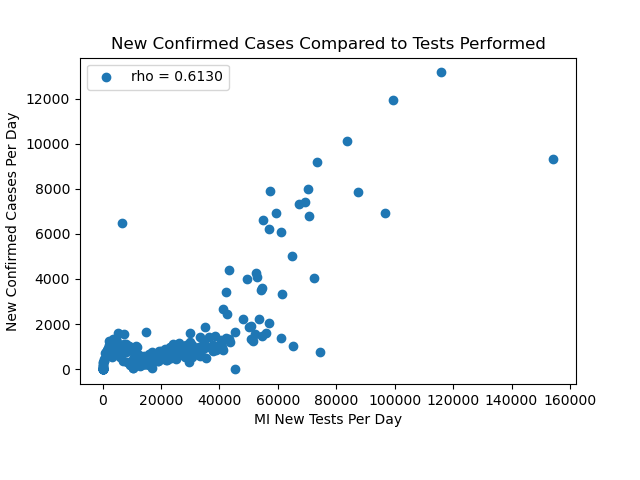 New Confirmed Cases Compared to Tests Performed
rho = 0.6130
New Confirmed Caeses Per Day
12000
10000
8000
6000
4000
2000
0
0 20000 40000 60000 80000 100000 120000 140000 160000
MI New Tests Per Day